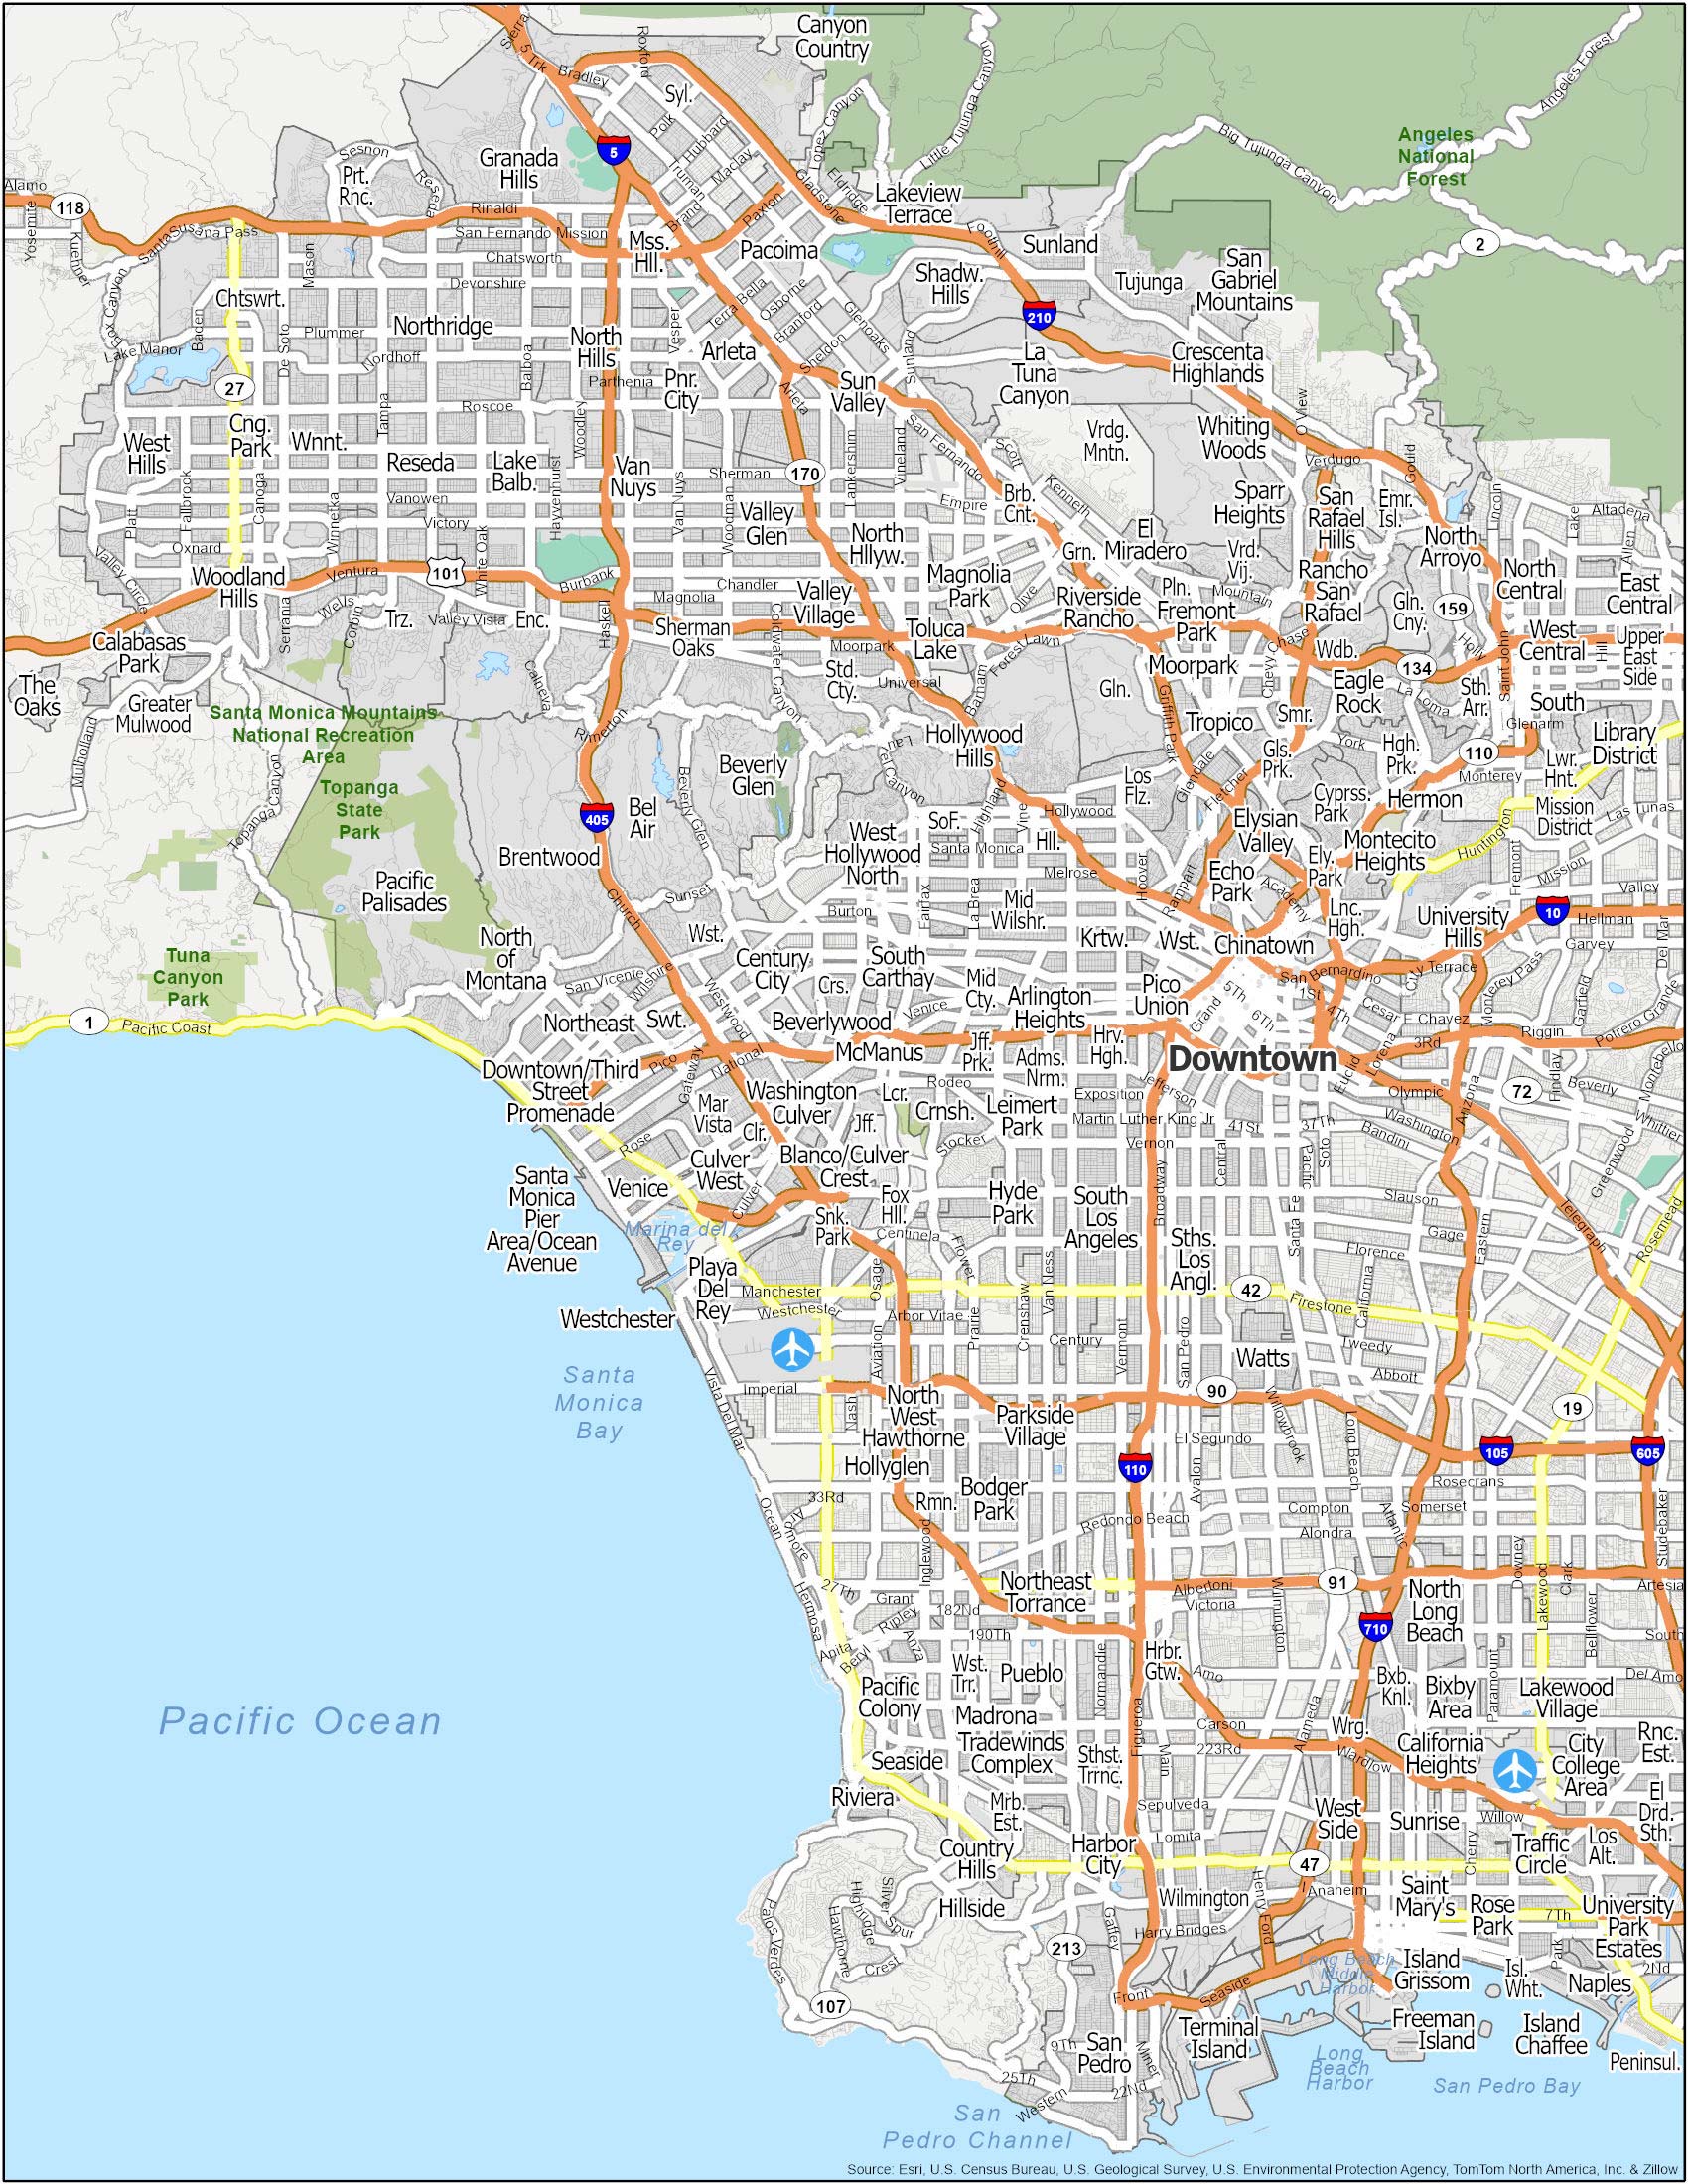 Canyon
Country
Sierra
5 Trk
Bradley
Roxford
Syl.
Polk
Hubbard
Maclay
Truman
Lopez Canyon
Little Tujunga Canyon
Big Tujunga Canyon
Angeles Forest
Angeles
National
Forest
5
Granada
Hills
Sesnon
Reseda
Prt.
Rnc.
Alamo
118
Yosemite
Kuehner
Santa Susana Pass
Rinaldi
San Fernando Mission
Chatsworth
Devonshire
Brand
Paxton
Gladstone
Eldridge
Lakeview
Terrace
Foothill
Mss.
Hll.
Pacoima
Sunland
2
Shadw.
Hills
Tujunga
San
Gabriel
Mountains
Box Canyon
Chtswrt.
Mason
Baden
De Soto
Plummer
Northridge
Nordhoff
Lake Manor
Balboa
North
Hills
Vesper
Terra Bella
Osborne
Branford
Glenoaks
Sheldon
Sunland
210
Arleta
La
Tuna
Canyon
Crescenta
Highlands
27
Parthenia
Pnr.
City
Arleta
Sun
Valley
Roscoe
Tampa
Woodley
West
Hills
Cng.
Park
Wnnt.
Reseda
Lake
Balb.
Van
Nuys
Sherman
170
Lankershim
Vineland
San Fernando
Scott
Vrdg.
Mntn.
Whiting
Woods
O View
Verdugo
Gould
Vanowen
Victory
Platt
Fallbrook
Canoga
Winnetka
Hayvenhurst
Van Nuys
Woodman
Valley
Glen
Empire
Brb.
Cnt.
Kenneth
Sparr
Heights
San
Rafael
Hills
Emr.
Isl.
Lincoln
Lake
Altadena
Allen
Oxnard
Valley Circle
Woodland
Hills
Ventura
101
White Oak
Burbank
Chandler
Magnolia
North
Hllyw.
Magnolia
Park
Grn.
El
Miradero
Vrd.
Vij.
Rancho
San
Rafael
North
Arroyo
North
Central
East
Central
Calabasas
Park
Serrania
Wells
Corbin
Trz.
Valley Vista
Enc.
Haskell
Sherman
Oaks
Coldwater Canyon
Valley
Village
Moorpark
Toluca
Lake
Olive
Riverside
Rancho
Pln.
Fremont
Park
Mountain
Gln.
Cny.
159
Holly
Saint John
West
Central
Hill
Upper
East
Side
The
Oaks
Greater
Mulwood
Mulholland
Calneva
Std.
Cty.
Universal
Barham
Forest Lawn
Gln.
Moorpark
Chevy Chase
Wdb.
134
La Loma
Sth.
Arr.
South
Santa Monica Mountains
National Recreation
Area
Rimerton
Hollywood
Hills
Griffith Park
Tropico
Smr.
Eagle
Rock
Glenarm
Library
District
Topanga
State
Park
Topanga Canyon
405
Bel
Air
Beverly Glen
Beverly
Glen
Laurel Canyon
Los
Flz.
Glendale
Fletcher
Gls.
Prk.
York
Hgh.
Prk.
110
Monterey
Lwr.
Hnt.
Brentwood
West
Hollywood
North
SoF.
Santa Monica
Highland
Vine
Hollywood
Hll.
Melrose
Elysian
Valley
Cyprss.
Park
Hermon
Montecito
Heights
Huntington
Mission
District
Las Tunas
Pacific
Palisades
Church
Sunset
Burton
Fairfax
La Brea
Mid
Wilshr.
Hoover
Rampart
Echo
Park
Academy
Ely.
Park
Lnc.
Hgh.
Fremont
Mission
Valley
University
Hills
10
Hellman
Garvey
Del Mar
Tuna
Canyon
Park
North
of
Montana
San Vicente
Wilshire
Wst.
Century
City
South
Carthay
Krtw.
Wst.
Chinatown
San Bernardino
City Terrace
Monterey Pass
1
Pacific Coast
Northeast
Swt.
Westwood
Crs.
Mid
Cty.
Venice
Arlington
Heights
Pico
Union
5Th
Grand
6Th
1St
4Th
Cesar
E Chavez
Garfield
Riggin
Potrero Grande
Downtown/Third
Street
Promenade
Pico
Gateway
National
Beverlywood
McManus
Jff.
Prk.
Adms.
Nrm.
Hrv.
Hgh.
Downtown
Euclid
Lorena
3Rd
Olympic
72
Findlay
Beverly
Montebello
Washington
Culver
Mar
Vista
Lcr.
Rodeo
Crnsh.
Leimert
Park
Exposition
Jefferson
Martin Luther King Jr
41St
37Th
Washington
Bandini
Arizona
Whittier
Rose
Clr.
Jff.
Stocker
Vernon
Central
Pacific
Soto
Santa
Monica
Pier
Area/Ocean
Avenue
Venice
Culver
West
Culver
Blanco/Culver
Crest
Fox
Hll.
Hyde
Park
South
Los
Angeles
Broadway
Slauson
Greenwood
Gage
Eastern
Telegraph
Rosemead
Marina del
Rey
Snk.
Park
Centinela
Flower
Sths.
Los
Angl.
Santa Fe
Florence
California
Playa
Del
Rey
Manchester
Westchester
Westchester
Osage
Arbor Vitae
Prairie
Crenshaw
Van Ness
42
Firestone
Century
Vermont
San Pedro
Watts
Tweedy
Abbott
Aviation
Imperial
Nash
Vista Del Mar
Santa
Monica
Bay
North
West
Hawthorne
Parkside
Village
90
Willowbrook
Long Beach
19
El Segundo
105
605
Hollyglen
110
Avalon
Rosecrans
33Rd
Rmn.
Bodger
Park
Redondo Beach
Compton
Alondra
Atlantic
Somerset
Studebaker
Ocean
Ardmore
Inglewood
Northeast
Torrance
Albertoni
91
Victoria
Wilmington
North
Long
Beach
Downey
Lakewood
Clark
Artesia
27Th
Hermosa
Grant
Ripley
182Nd
190Th
710
Bellflower
South
Anita
Beryl
Anza
Wst.
Trr.
Pueblo
Normandie
Hrbr.
Gtw.
Amo
Bxb.
Knl.
Bixby
Area
Paramount
Lakewood
Village
Del Amo
Pacific
Colony
Madrona
Tradewinds
Complex
Figueroa
Carson
223Rd
Alameda
Wrg.
Wardlow
California
Heights
City
College
Area
Rnc.
Est.
Pacific Ocean
Seaside
Sthst.
Trrnc.
Main
Riviera
Mrb.
Est.
Sepulveda
Lomita
West
Side
Sunrise
Cherry
Willow
Traffic
Circle
Los
Alt.
El
Drd.
Sth.
Country
Hills
Harbor
City
47
Anaheim
Saint
Mary's
Rose
Park
7Th
University
Park
Estates
Hillside
Silver Spur
Highridge
Hawthorne
Crest
Palos Verdes
Wilmington
Henry Ford
Harry Bridges
Gaffey
213
Long Beach
Middle
Harbor
Island
Grissom
Isl.
Wht.
Park
2Nd
Naples
107
Front
Seaside
Freeman
Island
Island
Chaffee
Peninsul.
9Th
San
Pedro
Miner
Terminal
Island
Long
Beach
Harbor
San Pedro Bay
25Th
Western
22Nd
San
Pedro Channel
Source: Esri, U.S. Census Bureau, U.S. Geological Survey, U.S. Environmental Protection Agency, TomTom North America, Inc. & Zillow